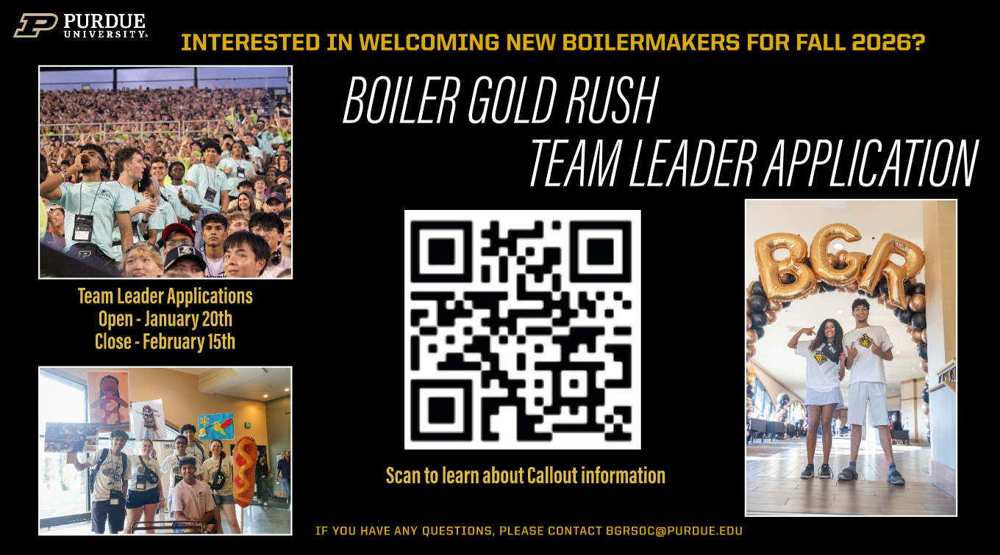 PURDUE
UNIVERSITY
INTERESTED IN WELCOMING NEW BOILERMAKERS FOR FALL 2026?
BOILER GOLD RUSH
TEAM LEADER APPLICATION
BGR
Team Leader Applications
Open - January 20th
Close - February 15th
Scan to learn about Callout information
IF YOU HAVE ANY QUESTIONS, PLEASE CONTACT BGRSOC@PURDUE.EDU